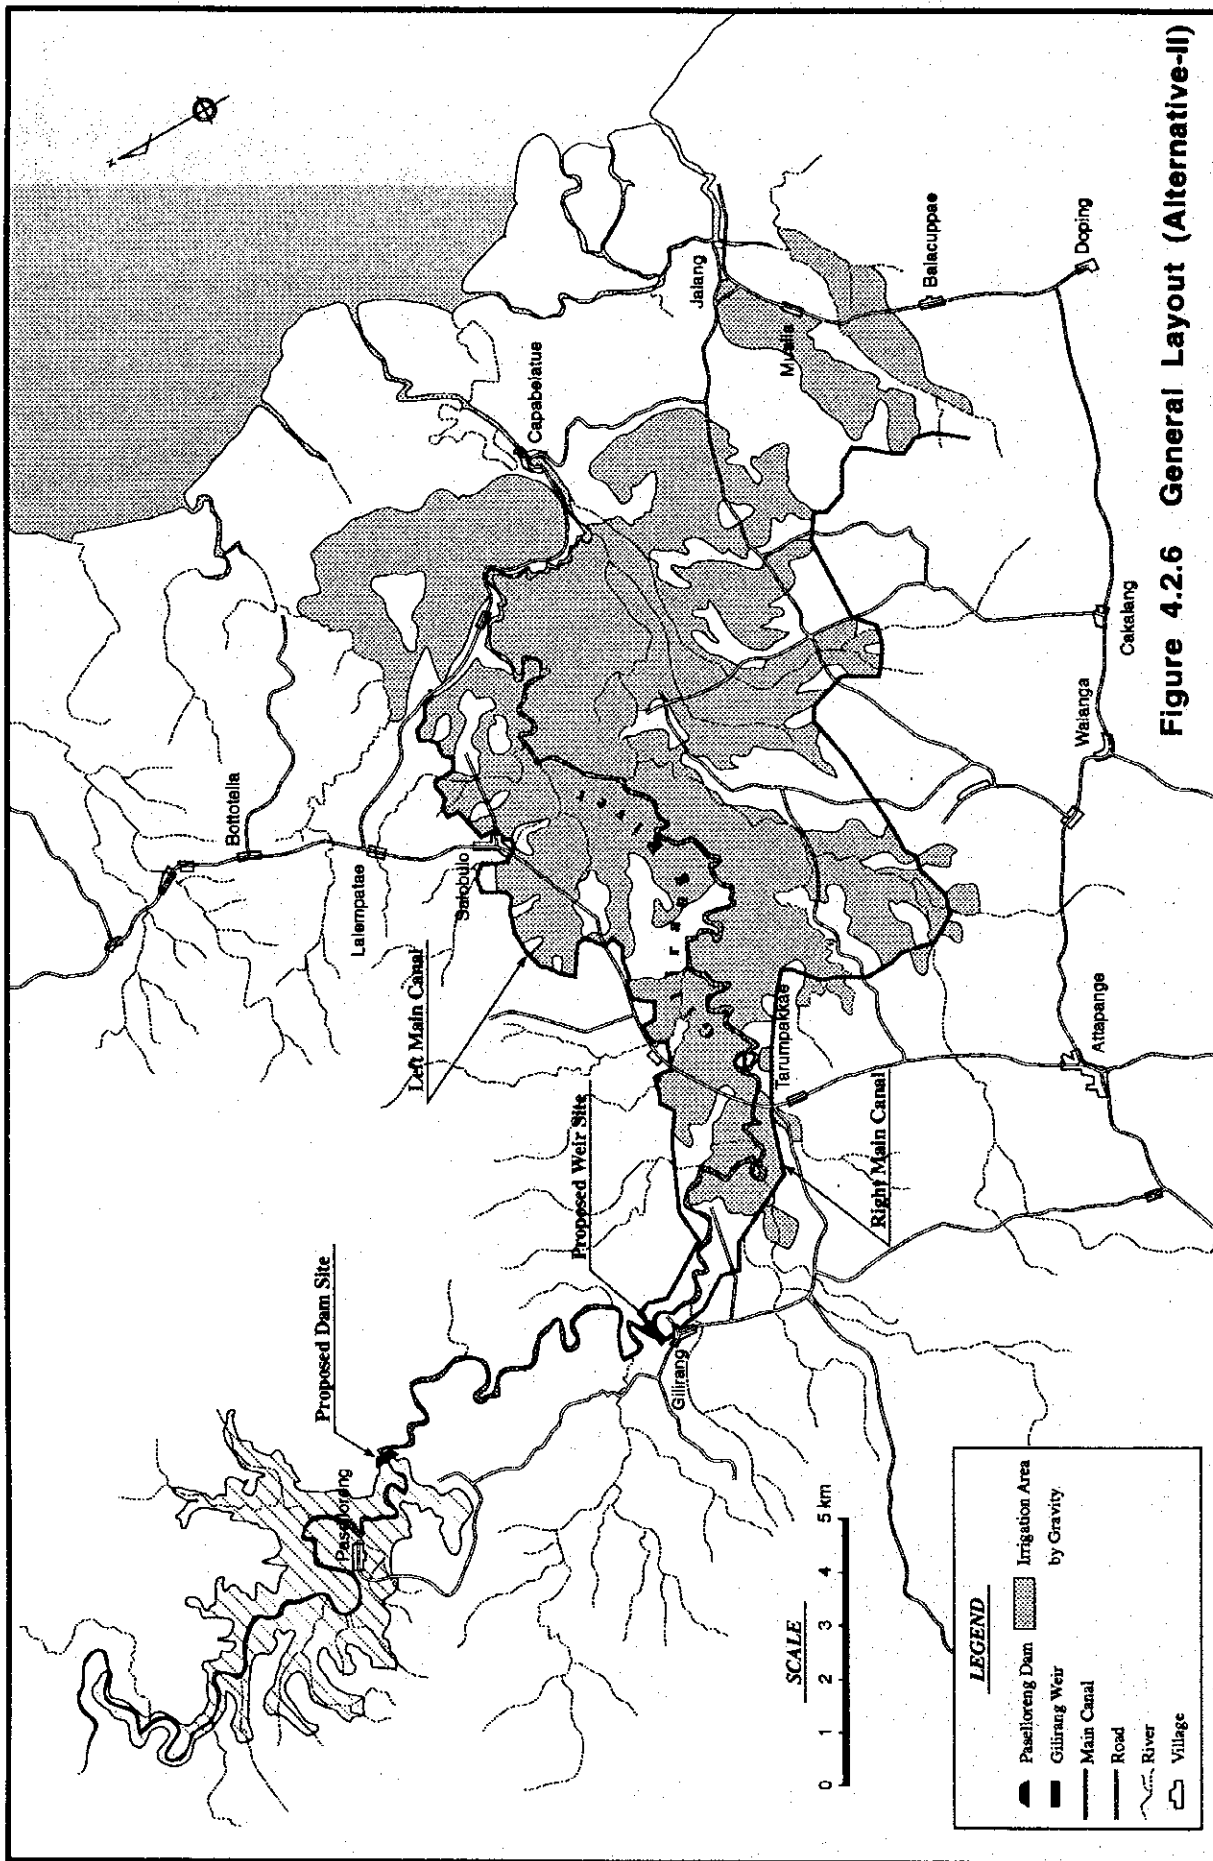 Bottotella
Lalempatae
Salobulo
Capabelatue
Jalang
Mualla
Balacuppae
Doping
Left Main Canal
Proposed Weir Site
Proposed Dam Site
Paselloreng
Gilirang
Tarumpakkae
Right Main Canal
Attapange
Walanga
Cakalang
SCALE
0 1 2 3 4 5 km
LEGEND
Paselloreng Dam
Gilirang Weir
Main Canal
Road
River
Village
Irrigation Area
by Gravity
Figure 4.2.6 General Layout (Alternative-II)